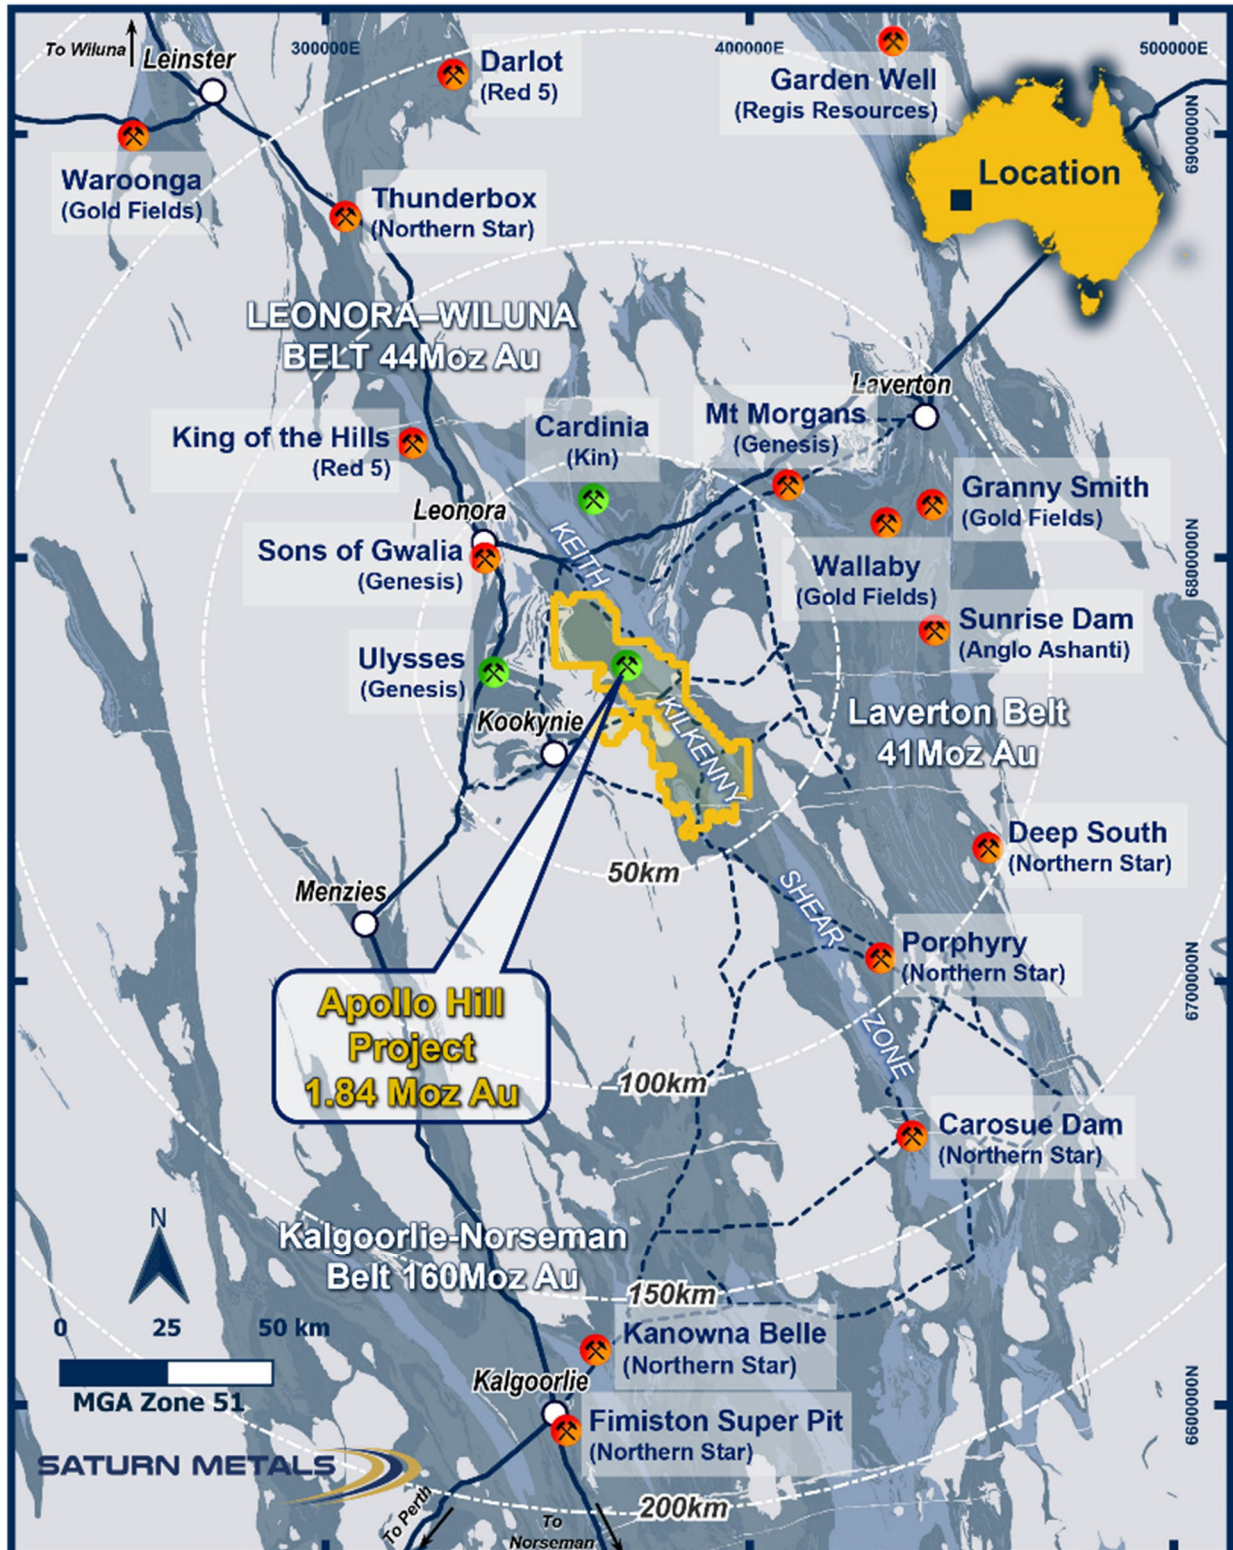 To Wiluna
Leinster
300000E
Darlot
(Red 5)
400000E
Garden Well
(Regis Resources)
500000E
6900000N
Location
Waroonga
(Gold Fields)
Thunderbox
(Northern Star)
LEONORA–WILUNA
BELT 44Moz Au
Laverton
King of the Hills
(Red 5)
Cardinia
(Kin)
Mt Morgans
(Genesis)
Granny Smith
(Gold Fields)
Leonora
Sons of Gwalia
(Genesis)
KEITH
Wallaby
(Gold Fields)
6800000N
Sunrise Dam
(Anglo Ashanti)
Ulysses
(Genesis)
Kookynie
KILKENNY
Laverton Belt
41Moz Au
Deep South
(Northern Star)
50km
Menzies
SHEAR
Porphyry
(Northern Star)
6700000N
Apollo Hill
Project
1.84 Moz Au
ZONE
100km
Carosue Dam
(Northern Star)
N
Kalgoorlie-Norseman
Belt 160Moz Au
150km
0 25 50 km
MGA Zone 51
Kanowna Belle
(Northern Star)
Kalgoorlie
Fimiston Super Pit
(Northern Star)
6600000N
SATURN METALS
To Perth
To
Norseman
200km